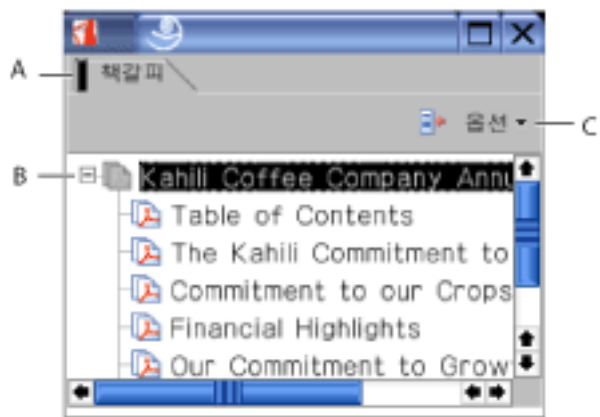 A
책갈피
옵션
C
B
Kahili Coffee Company Annu
Table of Contents
The Kahili Commitment to
Commitment to our Crops
Financial Highlights
Our Commitment to Grow